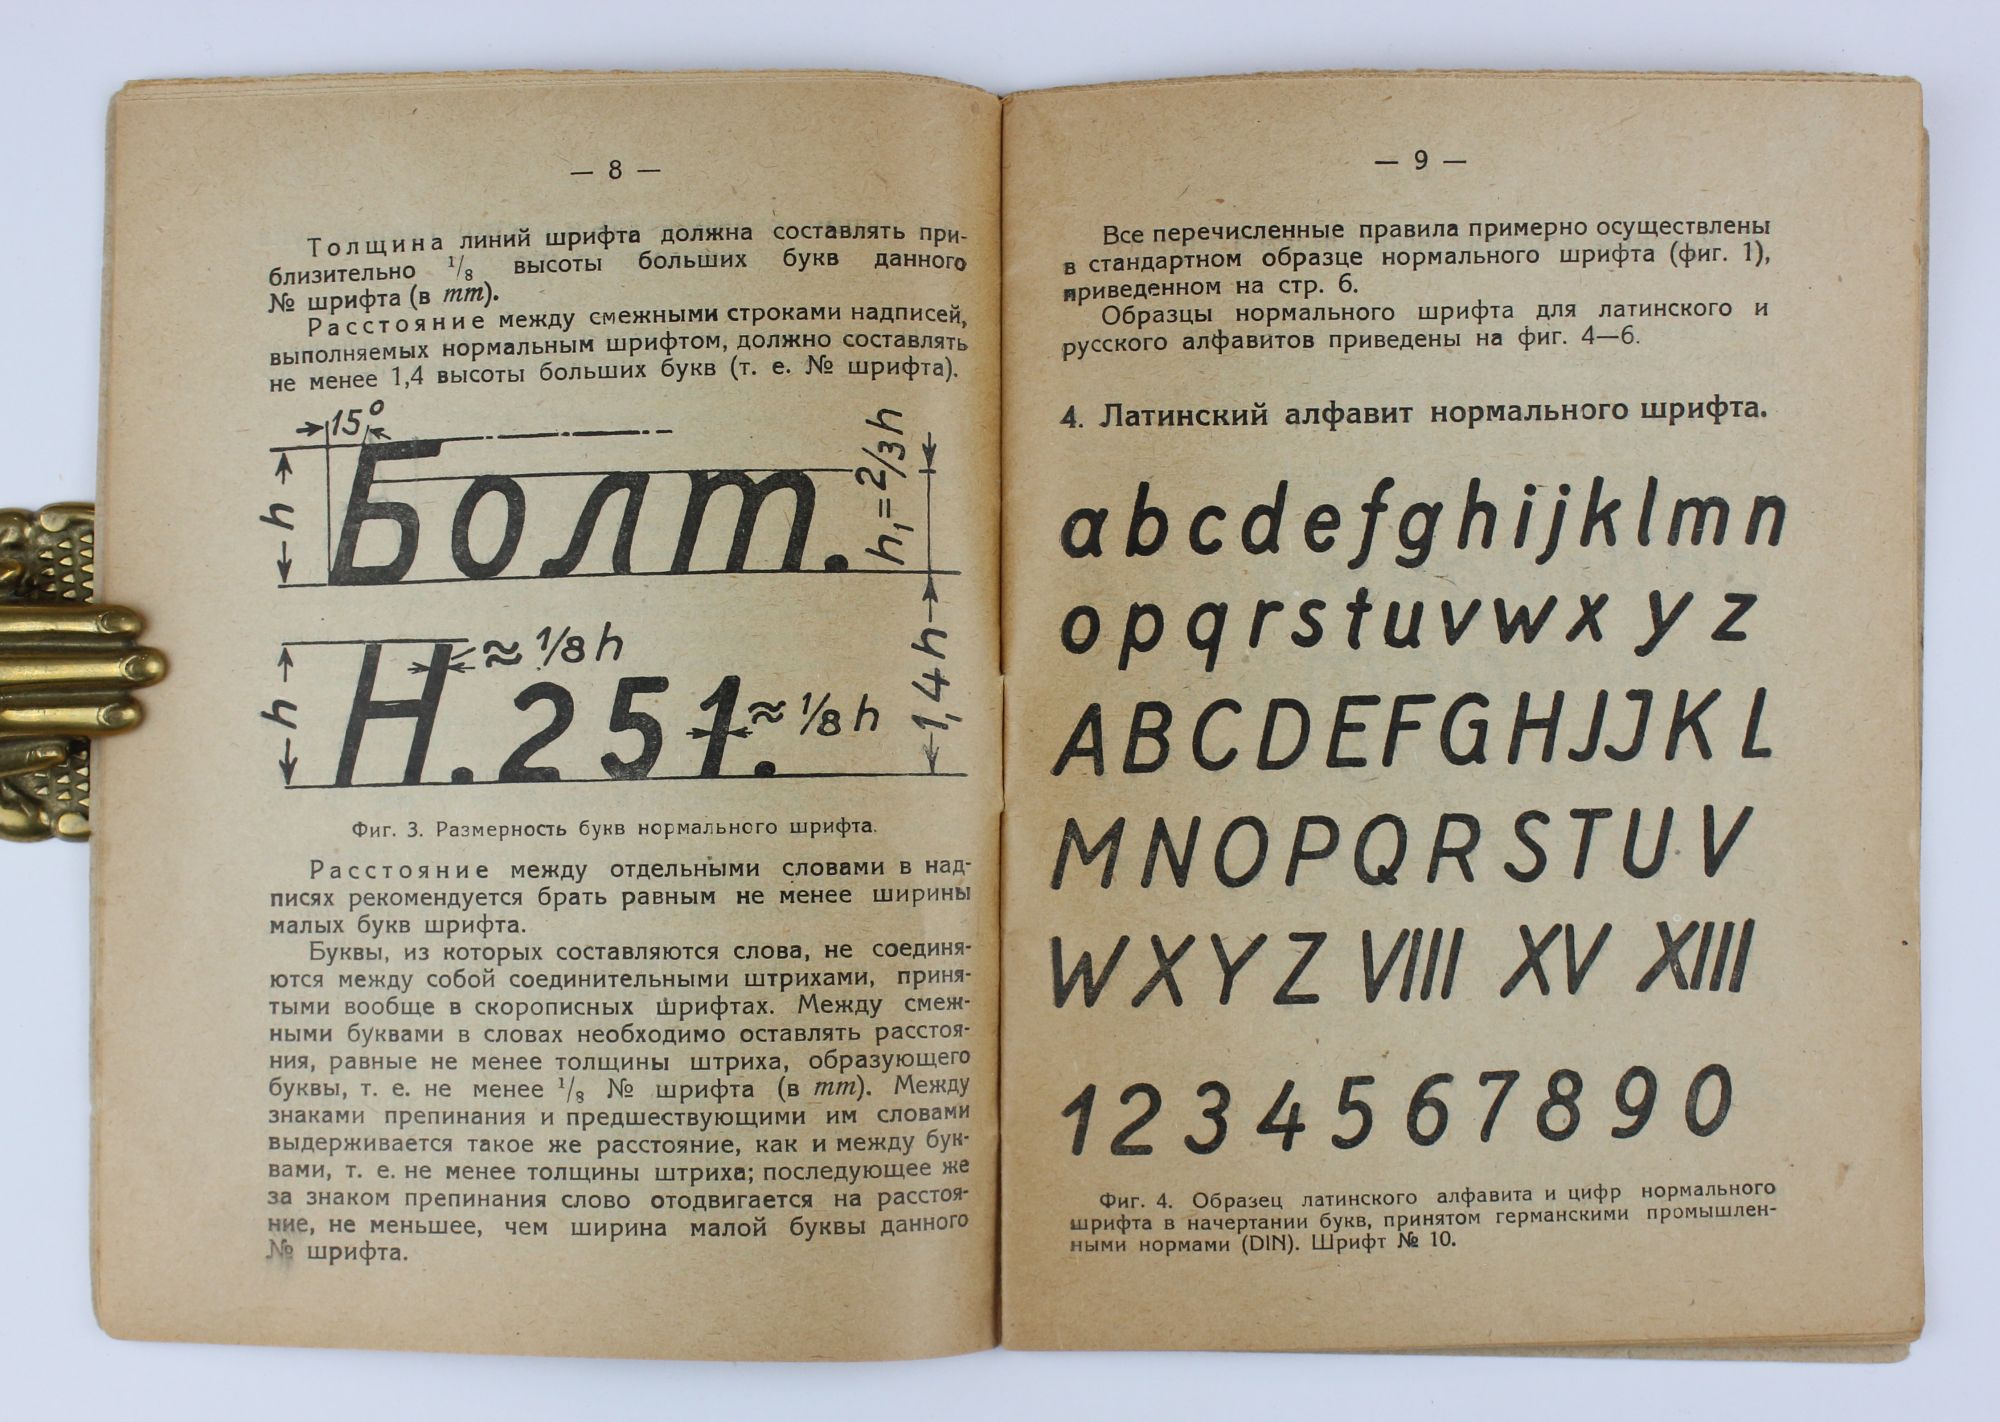 — 8 —
Толщина линий шрифта должна составлять при-
близительно 1/8 высоты больших букв данного
№ шрифта (в mm).
Расстояние между смежными строками надписей,
выполняемых нормальным шрифтом, должно составлять
не менее 1,4 высоты больших букв (т. е. № шрифта).
15°
h
Болт.
h₁=2/3h
h
≈1/8h
Н.251.
≈1/8h
1,4h
Фиг. 3. Размерность букв нормального шрифта.
Расстояние между отдельными словами в над-
писях рекомендуется брать равным не менее ширины
малых букв шрифта.
Буквы, из которых составляются слова, не соединя-
ются между собой соединительными штрихами, приня-
тыми вообще в скорописных шрифтах. Между смеж-
ными буквами в словах необходимо оставлять расстоя-
ния, равные не менее толщины штриха, образующего
буквы, т. е. не менее 1/8 № шрифта (в mm). Между
знаками препинания и предшествующими им словами
выдерживается такое же расстояние, как и между бук-
вами, т. е. не менее толщины штриха; последующее же
за знаком препинания слово отодвигается на расстоя-
ние, не меньшее, чем ширина малой буквы данного
№ шрифта.
— 9 —
Все перечисленные правила примерно осуществлены
в стандартном образце нормального шрифта (фиг. 1),
приведенном на стр. 6.
Образцы нормального шрифта для латинского и
русского алфавитов приведены на фиг. 4—6.
4. Латинский алфавит нормального шрифта.
abcdefghijklmn
opqrstuvwxyz
ABCDEFGHIJKL
MNOPQRSTUV
WXYZ VIII XV XIII
1234567890
Фиг. 4. Образец латинского алфавита и цифр нормального
шрифта в начертании букв, принятом германскими промышлен-
ными нормами (DIN). Шрифт № 10.